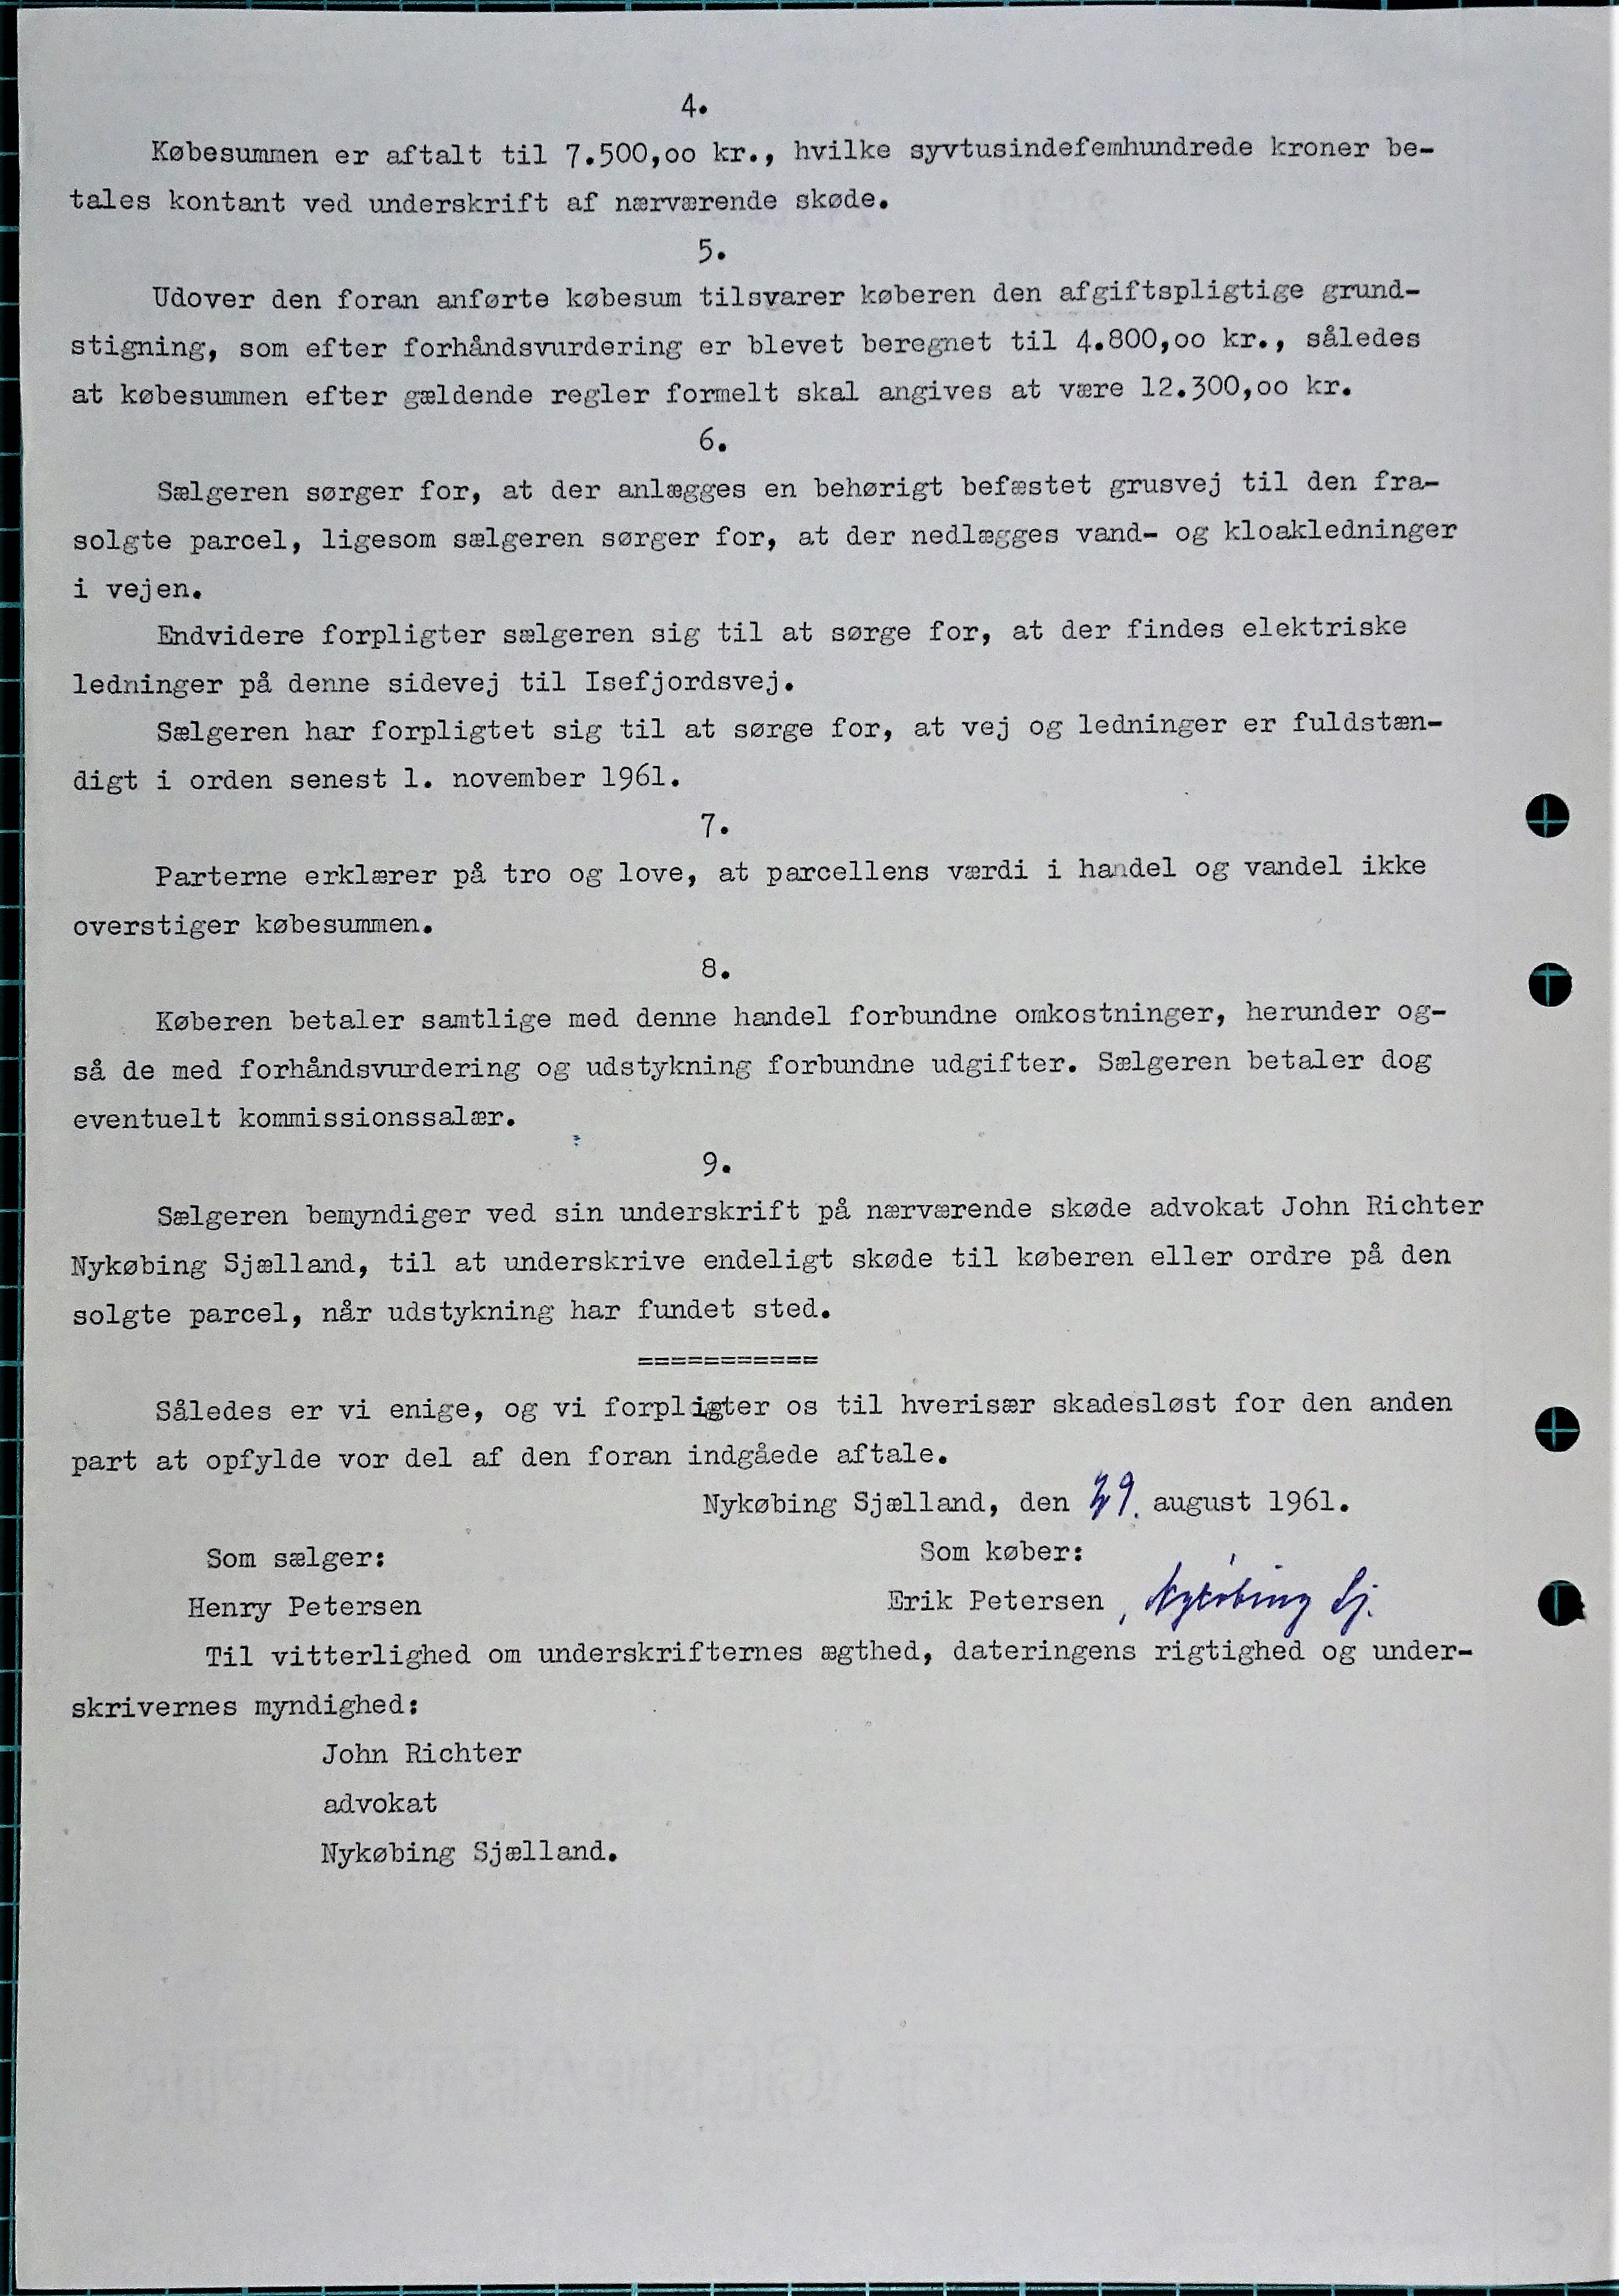 4.
Købesummen er aftalt til 7.500,oo kr., hvilke syvtusindefemhundrede kroner be-
tales kontant ved underskrift af nærværende skøde.
5.
Udover den foran anførte købesum tilsvarer køberen den afgiftspligtige grund-
stigning, som efter forhåndsvurdering er blevet beregnet til 4.800,oo kr., således
at købesummen efter gældende regler formelt skal angives at være 12.300,oo kr.
6.
Sælgeren sørger for, at der anlægges en behørigt befæstet grusvej til den fra-
solgte parcel, ligesom sælgeren sørger for, at der nedlægges vand- og kloakledninger
i vejen.
Endvidere forpligter sælgeren sig til at sørge for, at der findes elektriske
ledninger på denne sidevej til Isefjordsvej.
Sælgeren har forpligtet sig til at sørge for, at vej og ledninger er fuldstæn-
digt i orden senest 1. november 1961.
7.
Parterne erklærer på tro og love, at parcellens værdi i handel og vandel ikke
overstiger købesummen.
8.
Køberen betaler samtlige med denne handel forbundne omkostninger, herunder og-
så de med forhåndsvurdering og udstykning forbundne udgifter. Sælgeren betaler dog
eventuelt kommissionssalær.
9.
Sælgeren bemyndiger ved sin underskrift på nærværende skøde advokat John Richter
Nykøbing Sjælland, til at underskrive endeligt skøde til køberen eller ordre på den
solgte parcel, når udstykning har fundet sted.
===========
Således er vi enige, og vi forpligter os til hverisær skadesløst for den anden
part at opfylde vor del af den foran indgåede aftale.
Nykøbing Sjælland, den 29. august 1961.
Som sælger: Som køber:
Henry Petersen Erik Petersen , Nykøbing Sj.
Til vitterlighed om underskrifternes ægthed, dateringens rigtighed og under-
skrivernes myndighed:
John Richter
advokat
Nykøbing Sjælland.